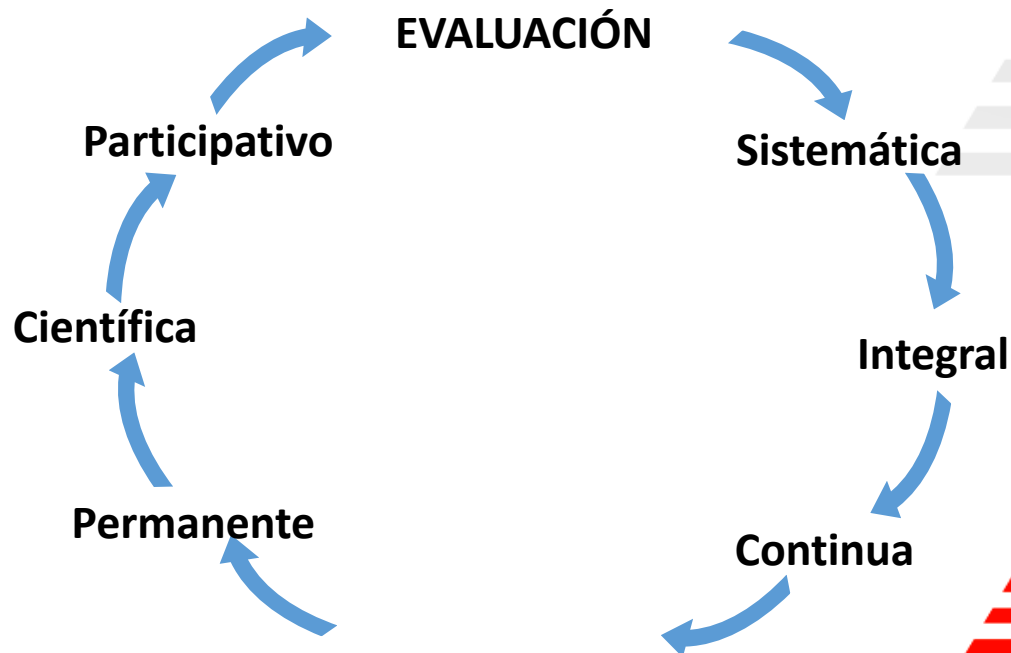 EVALUACIÓN
Sistemática
Integral
Continua
Permanente
Científica
Participativo